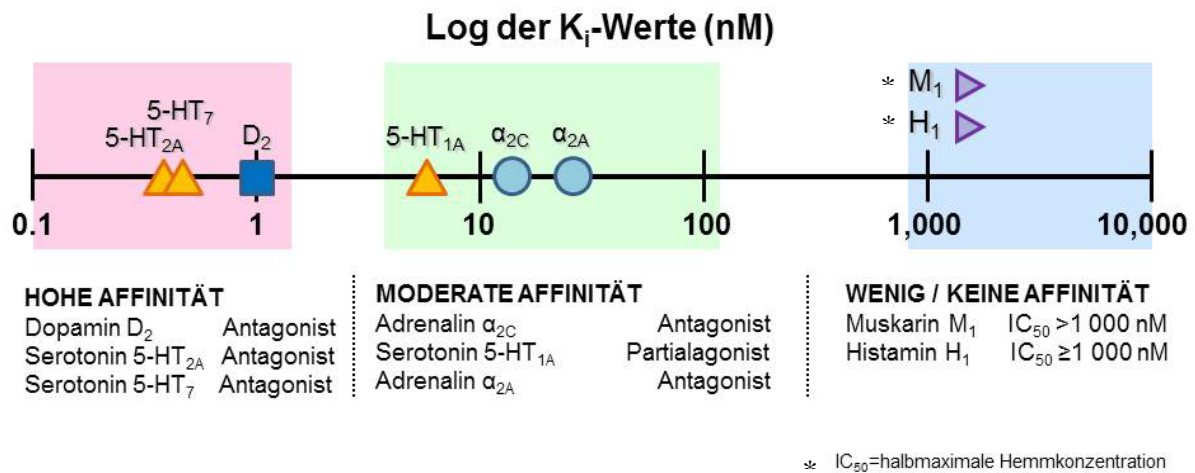 Log der Kᵢ-Werte (nM)
* M₁
* H₁
5-HT₇
5-HT₂A
D₂
5-HT₁A
α₂C
α₂A
0.1 1 10 100 1,000 10,000
HOHE AFFINITÄT
Dopamin D₂ Antagonist
Serotonin 5-HT₂A Antagonist
Serotonin 5-HT₇ Antagonist
MODERATE AFFINITÄT
Adrenalin α₂C Antagonist
Serotonin 5-HT₁A Partialagonist
Adrenalin α₂A Antagonist
WENIG / KEINE AFFINITÄT
Muskarin M₁ IC₅₀ >1 000 nM
Histamin H₁ IC₅₀ ≥1 000 nM
* IC₅₀=halbmaximale Hemmkonzentration